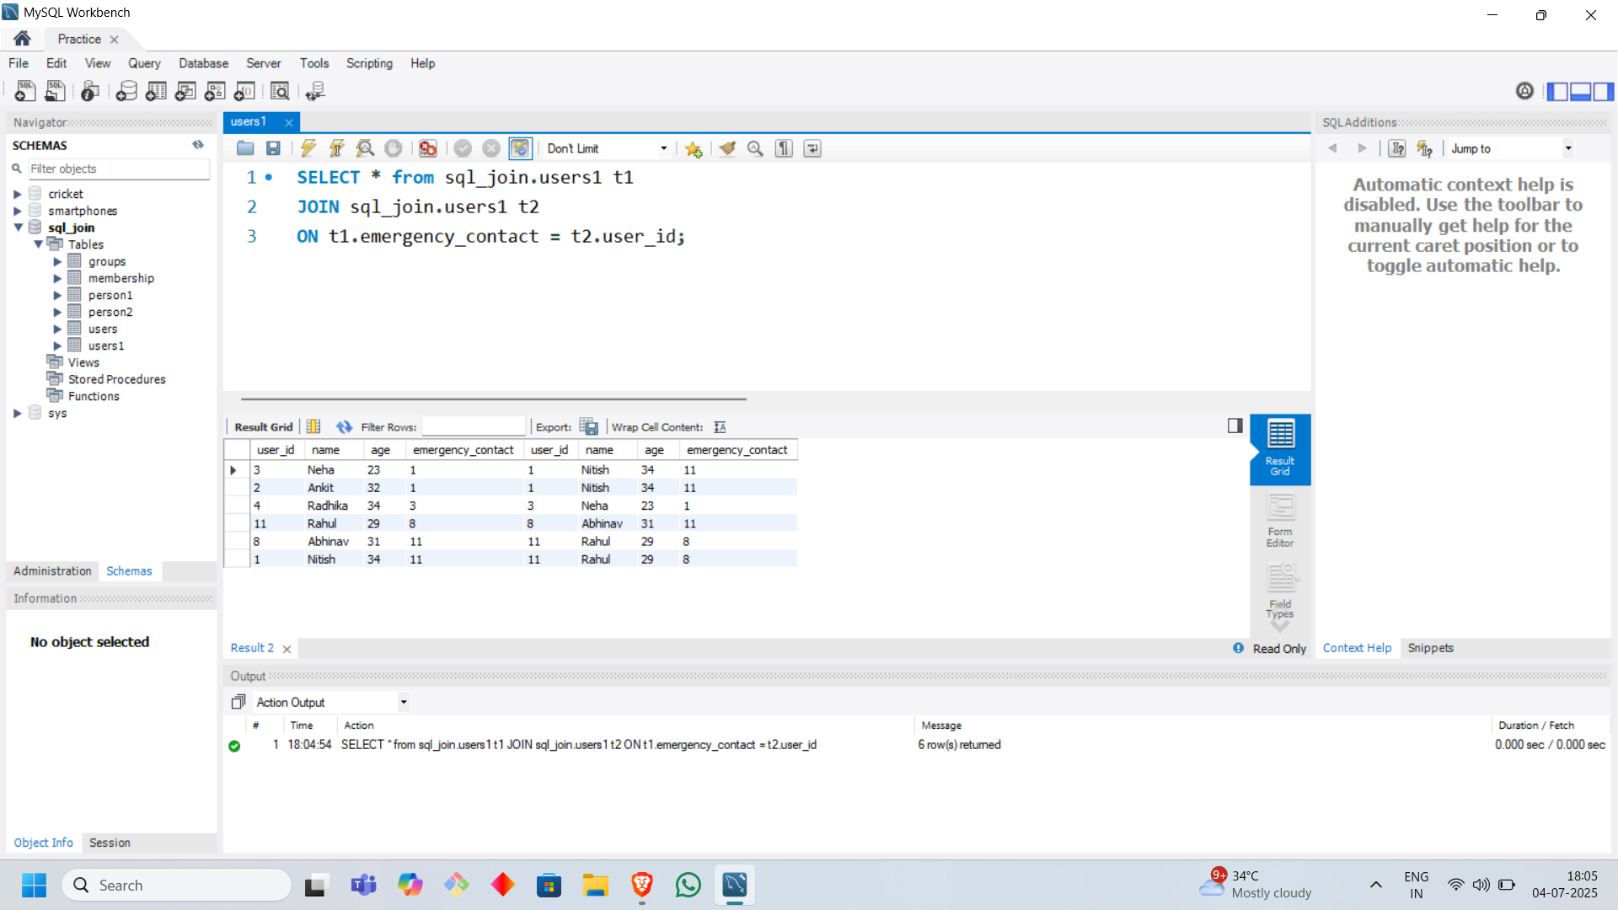 MySQL Workbench
Practice
File Edit View Query Database Server Tools Scripting Help
Navigator
SCHEMAS
Filter objects
cricket
smartphones
sql_join
Tables
groups
membership
person1
person2
users
users1
Views
Stored Procedures
Functions
sys
Administration Schemas
Information
No object selected
Object Info Session
users1
Don't Limit
1 SELECT * from sql_join.users1 t1
2 JOIN sql_join.users1 t2
3 ON t1.emergency_contact = t2.user_id;
Result Grid Filter Rows: Export: Wrap Cell Content:
user_id name age emergency_contact user_id name age emergency_contact
3 Neha 23 1 1 Nitish 34 11
2 Ankit 32 1 1 Nitish 34 11
4 Radhika 34 3 3 Neha 23 1
11 Rahul 29 8 8 Abhinav 31 11
8 Abhinav 31 11 11 Rahul 29 8
1 Nitish 34 11 11 Rahul 29 8
Result
Grid
Form
Editor
Field
Types
Result 2
Read Only
SQLAdditions
Jump to
Automatic context help is
disabled. Use the toolbar to
manually get help for the
current caret position or to
toggle automatic help.
Context Help Snippets
Output
Action Output
# Time Action Message Duration / Fetch
1 18:04:54 SELECT * from sql_join.users1 t1 JOIN sql_join.users1 t2 ON t1.emergency_contact = t2.user_id 6 row(s) returned 0.000 sec / 0.000 sec
Search
9+
34°C
Mostly cloudy
ENG
IN
18:05
04-07-2025